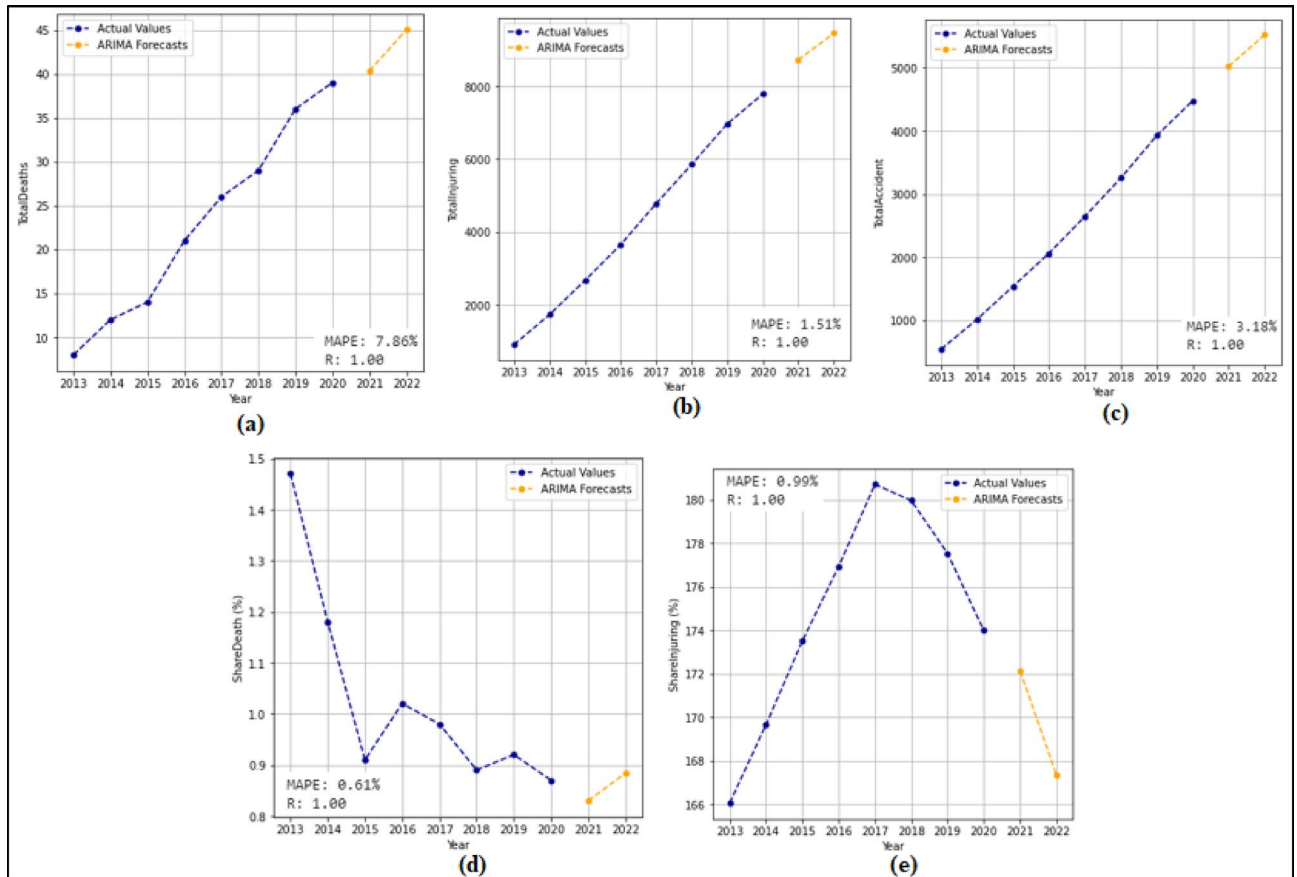 Actual Values
ARIMA Forecasts
TotalDeaths
45
40
35
30
25
20
15
10
MAPE: 7.86%
R: 1.00
2013 2014 2015 2016 2017 2018 2019 2020 2021 2022
Year
(a)
Actual Values
ARIMA Forecasts
TotalInjuring
8000
6000
4000
2000
MAPE: 1.51%
R: 1.00
2013 2014 2015 2016 2017 2018 2019 2020 2021 2022
Year
(b)
Actual Values
ARIMA Forecasts
TotalAccident
5000
4000
3000
2000
1000
MAPE: 3.18%
R: 1.00
2013 2014 2015 2016 2017 2018 2019 2020 2021 2022
Year
(c)
Actual Values
ARIMA Forecasts
ShareDeath (%)
1.5
1.4
1.3
1.2
1.1
1.0
0.9
0.8
MAPE: 0.61%
R: 1.00
2013 2014 2015 2016 2017 2018 2019 2020 2021 2022
Year
(d)
MAPE: 0.99%
R: 1.00
Actual Values
ARIMA Forecasts
ShareInjuring (%)
180
178
176
174
172
170
168
166
2013 2014 2015 2016 2017 2018 2019 2020 2021 2022
Year
(e)